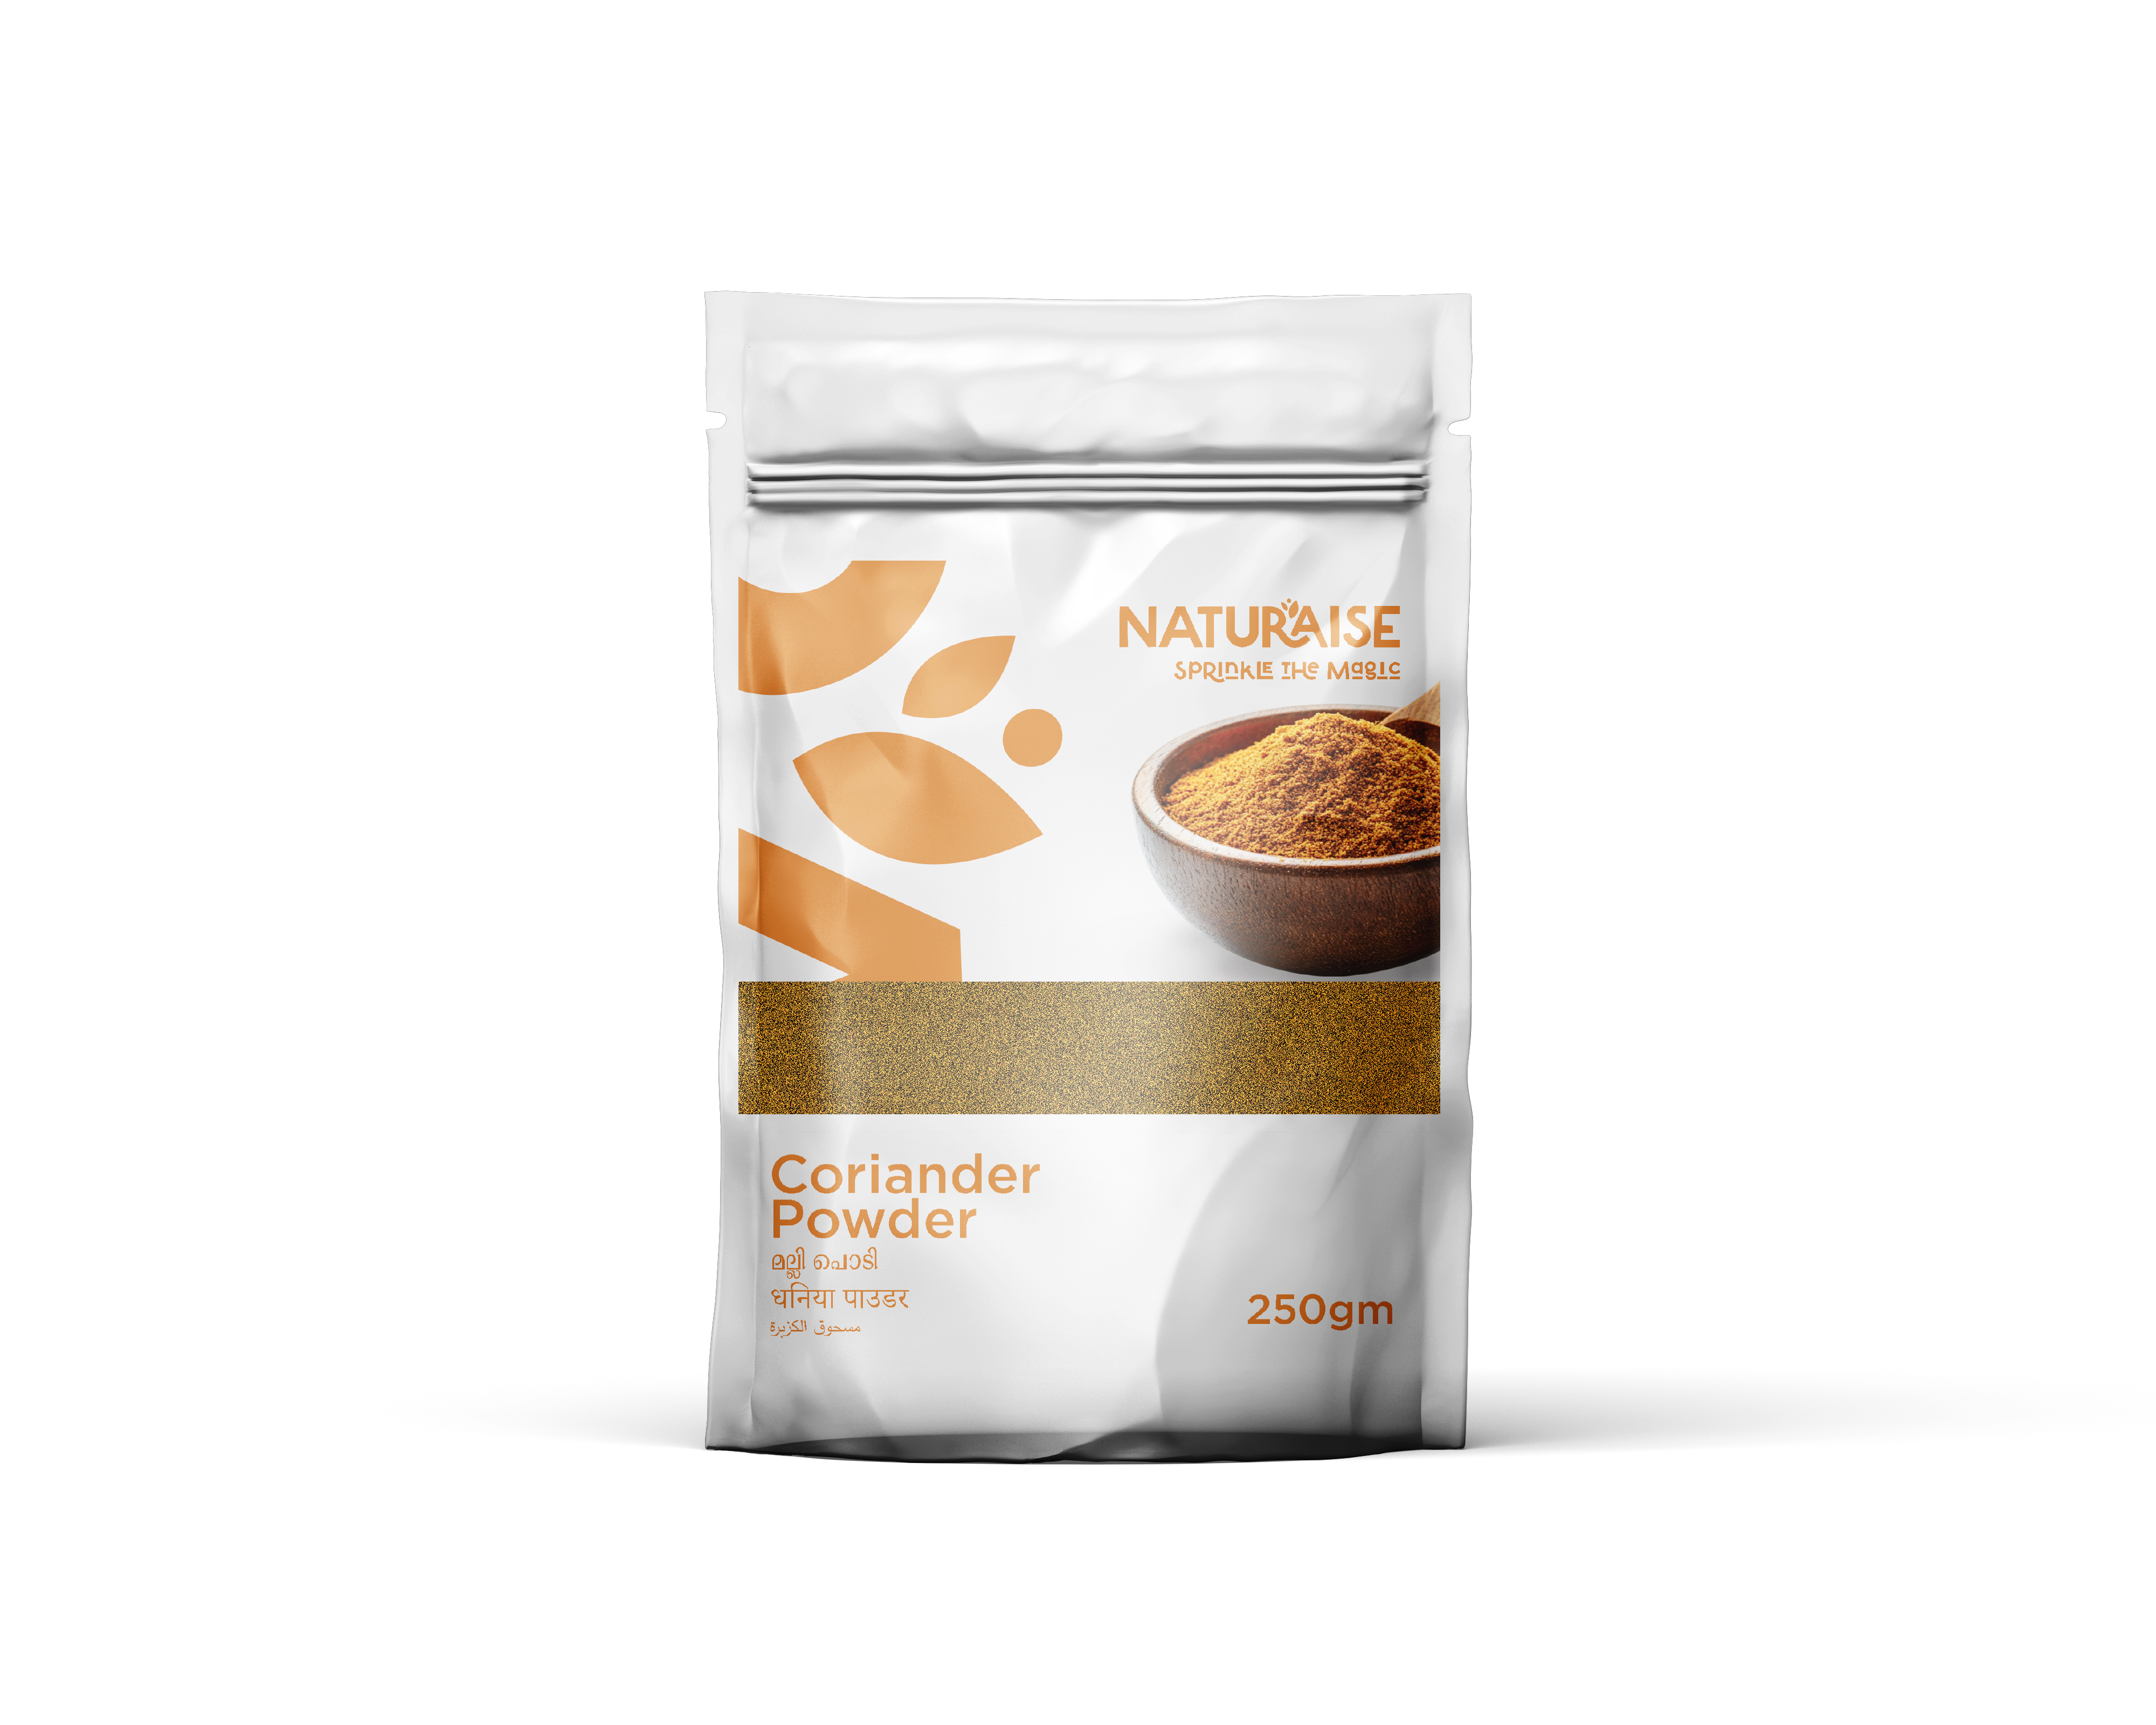 NATURAISE
SPRINKLE THE MAGIC
Coriander
Powder
മല്ലി പൊടി
धनिया पाउडर
مسحوق الكزبرة
250gm